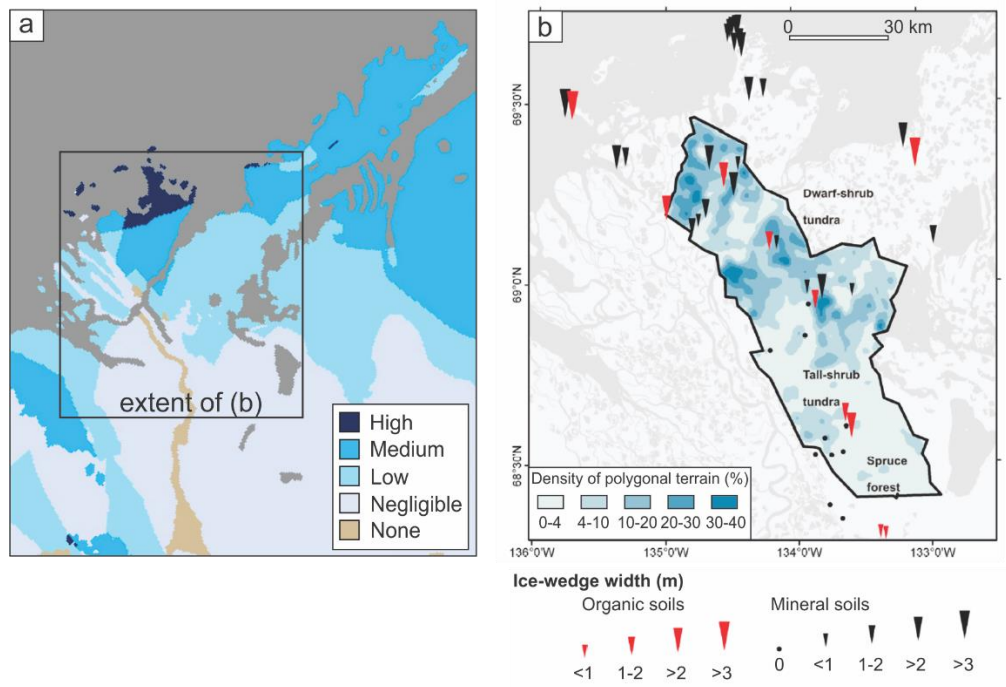 a
extent of (b)
High
Medium
Low
Negligible
None
b
0 30 km
69°30'N
69°0'N
68°30'N
Dwarf-shrub
tundra
Tall-shrub
tundra
Spruce
forest
Density of polygonal terrain (%)
0-4 4-10 10-20 20-30 30-40
136°0'W 135°0'W 134°0'W 133°0'W
Ice-wedge width (m)
Organic soils Mineral soils
<1 1-2 >2 >3 0 <1 1-2 >2 >3